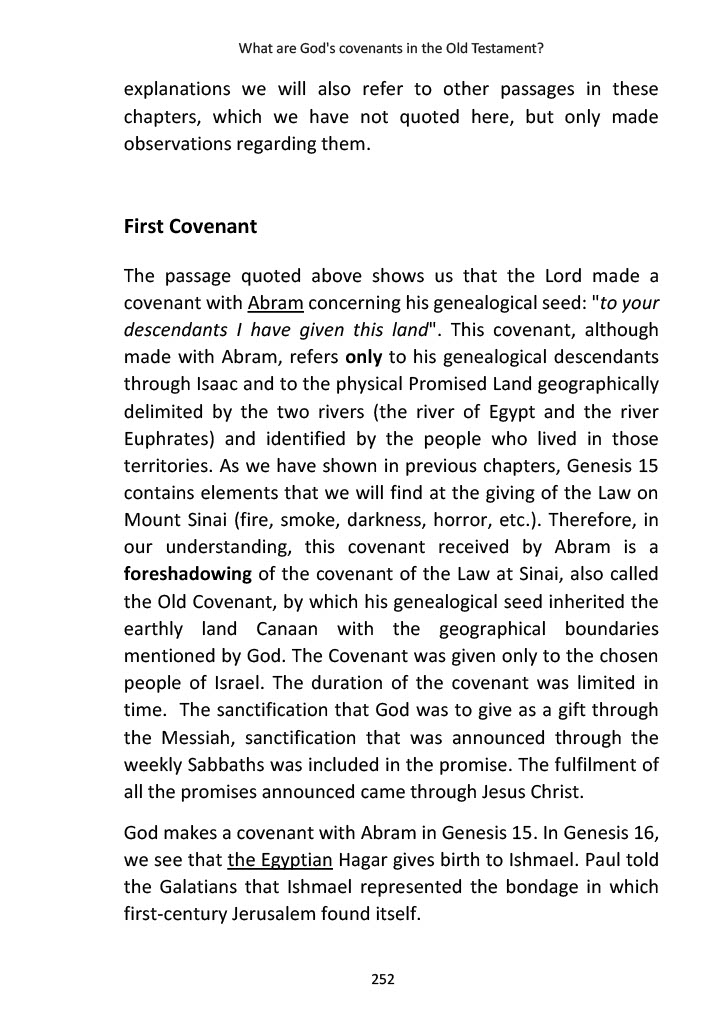 What are God's covenants in the Old Testament?
explanations we will also refer to other passages in these
chapters, which we have not quoted here, but only made
observations regarding them.
First Covenant
The passage quoted above shows us that the Lord made a
covenant with Abram concerning his genealogical seed: "to your
descendants I have given this land". This covenant, although
made with Abram, refers only to his genealogical descendants
through Isaac and to the physical Promised Land geographically
delimited by the two rivers (the river of Egypt and the river
Euphrates) and identified by the people who lived in those
territories. As we have shown in previous chapters, Genesis 15
contains elements that we will find at the giving of the Law on
Mount Sinai (fire, smoke, darkness, horror, etc.). Therefore, in
our understanding, this covenant received by Abram is a
foreshadowing of the covenant of the Law at Sinai, also called
the Old Covenant, by which his genealogical seed inherited the
earthly land Canaan with the geographical boundaries
mentioned by God. The Covenant was given only to the chosen
people of Israel. The duration of the covenant was limited in
time.  The sanctification that God was to give as a gift through
the Messiah, sanctification that was announced through the
weekly Sabbaths was included in the promise. The fulfilment of
all the promises announced came through Jesus Christ.
God makes a covenant with Abram in Genesis 15. In Genesis 16,
we see that the Egyptian Hagar gives birth to Ishmael. Paul told
the Galatians that Ishmael represented the bondage in which
first-century Jerusalem found itself.
252